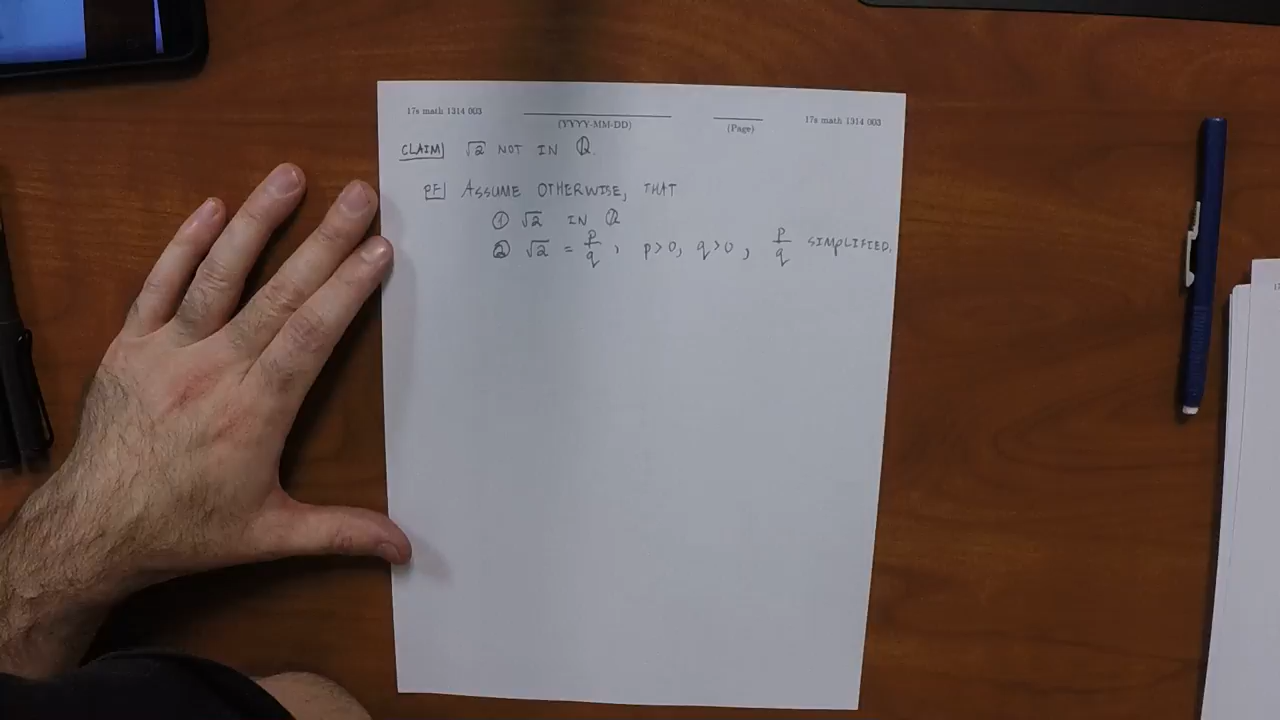 17s math 1314 003 (YYYY-MM-DD) (Page) 17s math 1314 003
CLAIM √2 NOT IN ℚ.
PF ASSUME OTHERWISE, THAT
① √2 IN ℚ
② √2 = p/q, p>0, q>0, p/q SIMPLIFIED.